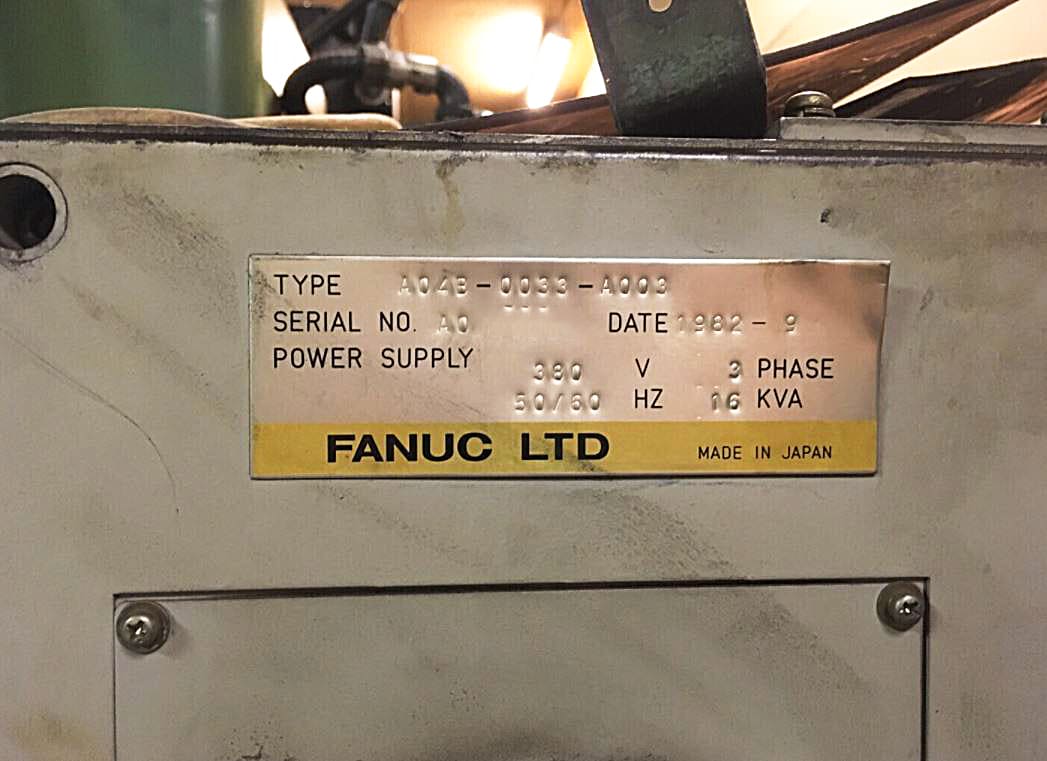 TYPE A04B-0033-A003
SERIAL NO. A0 DATE 1982-9
POWER SUPPLY
380 V 3 PHASE
50/60 HZ 16 KVA
FANUC LTD MADE IN JAPAN